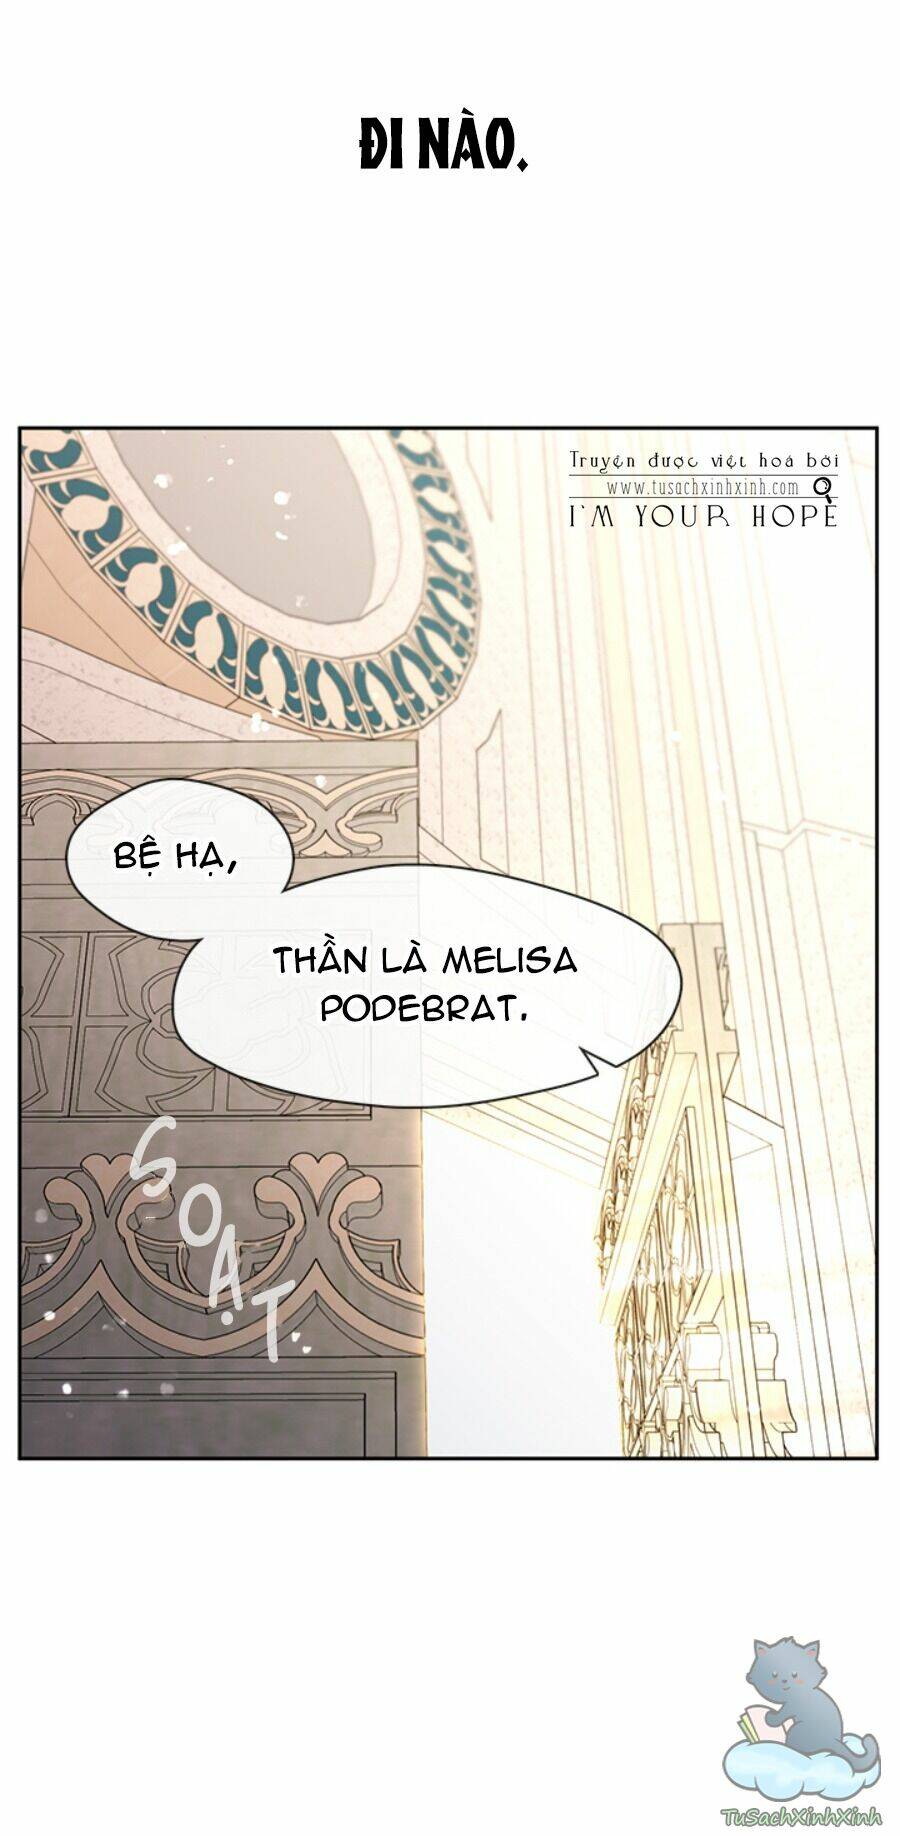 ĐI NÀO.
Truyện được việt hoá bởi
www.tusachxinhxinh.com
I'M YOUR HOPE
BỆ HẠ,
THẦN LÀ MELISA
PODEBRAT.
SOẠT
TuSachXinhXinh